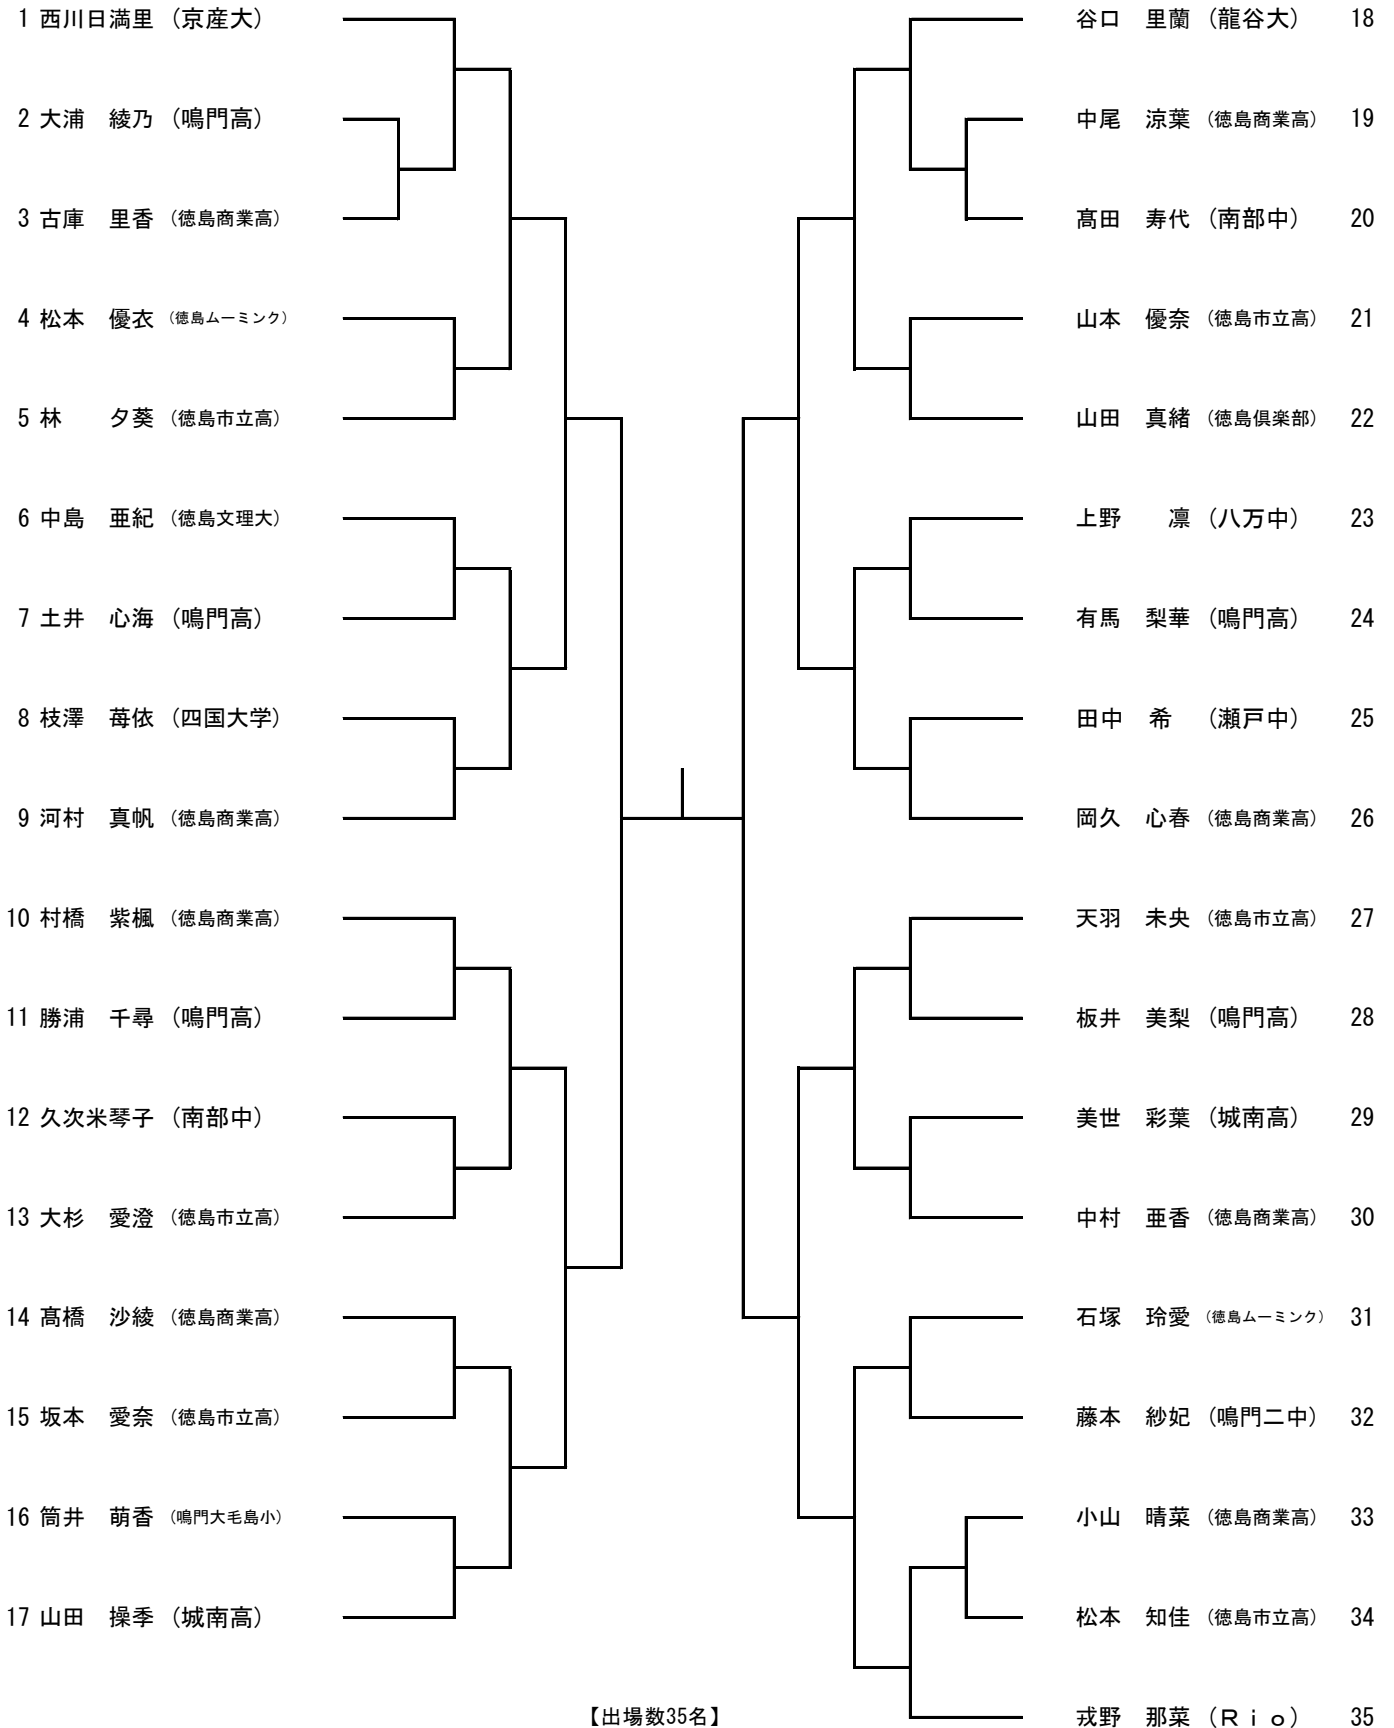 1 西川日満里 (京産大)
2 大浦　綾乃 (鳴門高)
3 古庫　里香 (徳島商業高)
4 松本　優衣 (徳島ムーミンク)
5 林　　夕葵 (徳島市立高)
6 中島　亜紀 (徳島文理大)
7 土井　心海 (鳴門高)
8 枝澤　苺依 (四国大学)
9 河村　真帆 (徳島商業高)
10 村橋　紫楓 (徳島商業高)
11 勝浦　千尋 (鳴門高)
12 久次米琴子 (南部中)
13 大杉　愛澄 (徳島市立高)
14 髙橋　沙綾 (徳島商業高)
15 坂本　愛奈 (徳島市立高)
16 筒井　萌香 (鳴門大毛島小)
17 山田　操季 (城南高)
谷口　里蘭 (龍谷大) 18
中尾　涼葉 (徳島商業高) 19
髙田　寿代 (南部中) 20
山本　優奈 (徳島市立高) 21
山田　真緒 (徳島倶楽部) 22
上野　　凛 (八万中) 23
有馬　梨華 (鳴門高) 24
田中　希 (瀬戸中) 25
岡久　心春 (徳島商業高) 26
天羽　未央 (徳島市立高) 27
板井　美梨 (鳴門高) 28
美世　彩葉 (城南高) 29
中村　亜香 (徳島商業高) 30
石塚　玲愛 (徳島ムーミンク) 31
藤本　紗妃 (鳴門二中) 32
小山　晴菜 (徳島商業高) 33
松本　知佳 (徳島市立高) 34
戎野　那菜 (Ｒｉｏ) 35
【出場数35名】